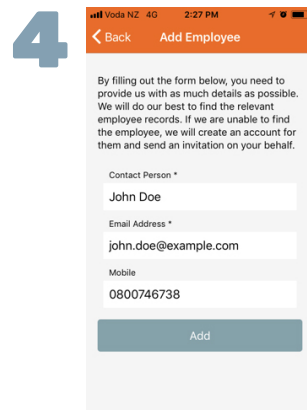 4
Voda NZ 4G 2:27 PM
Back Add Employee
By filling out the form below, you need to
provide us with as much details as possible.
We will do our best to find the relevant
employee records. If we are unable to find
the employee, we will create an account for
them and send an invitation on your behalf.
Contact Person *
John Doe
Email Address *
john.doe@example.com
Mobile
0800746738
Add